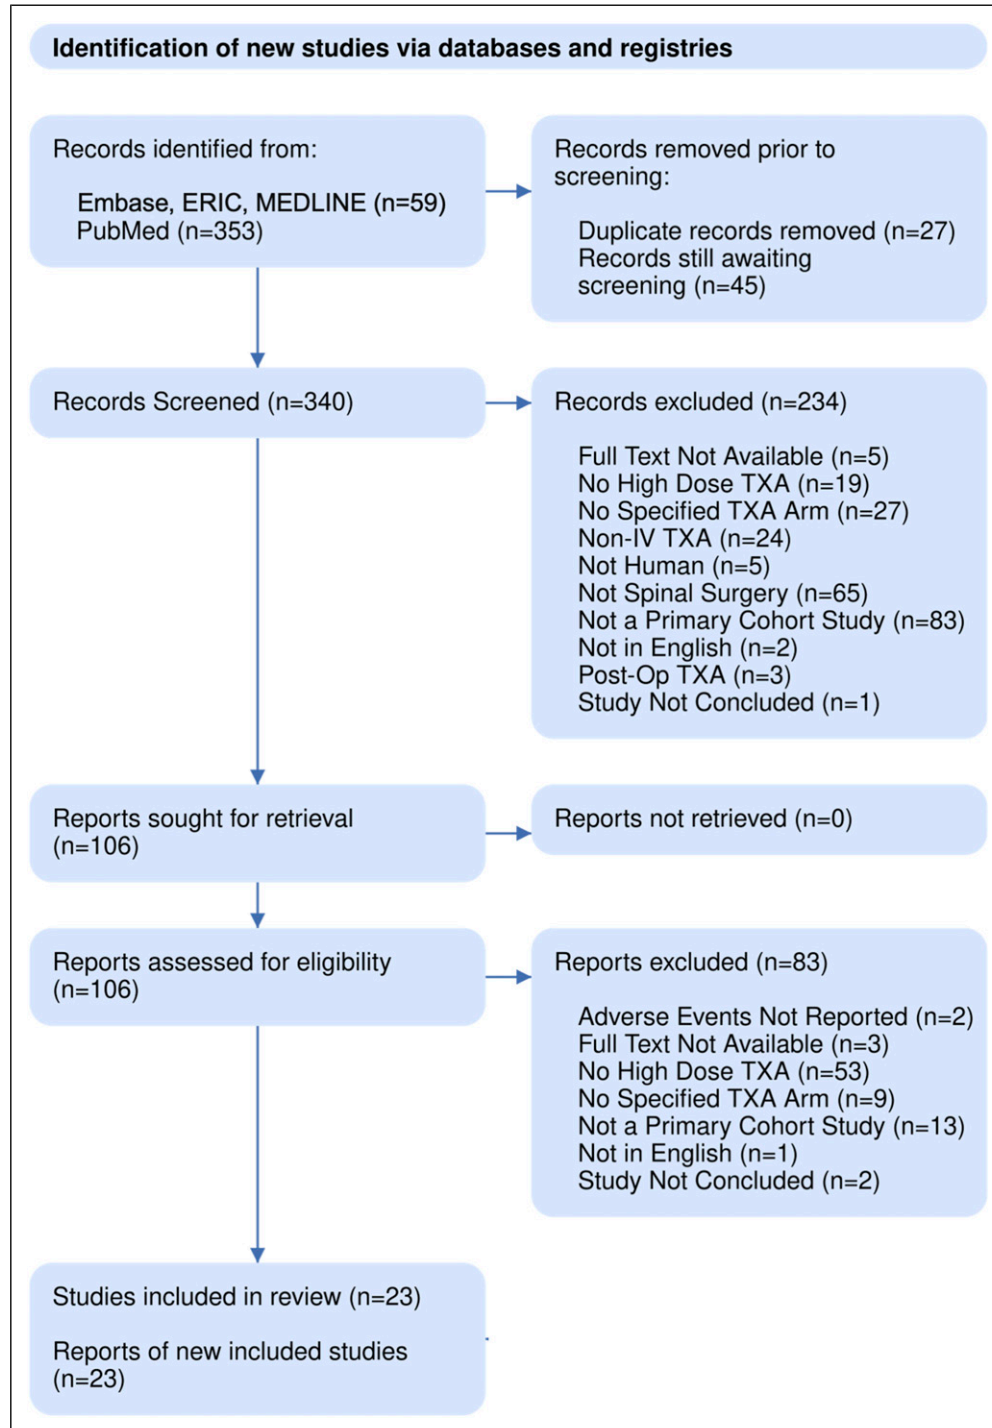 Identification of new studies via databases and registries
Records identified from:
Embase, ERIC, MEDLINE (n=59)
PubMed (n=353)
Records removed prior to
screening:
Duplicate records removed (n=27)
Records still awaiting
screening (n=45)
Records Screened (n=340)
Records excluded (n=234)
Full Text Not Available (n=5)
No High Dose TXA (n=19)
No Specified TXA Arm (n=27)
Non-IV TXA (n=24)
Not Human (n=5)
Not Spinal Surgery (n=65)
Not a Primary Cohort Study (n=83)
Not in English (n=2)
Post-Op TXA (n=3)
Study Not Concluded (n=1)
Reports sought for retrieval
(n=106)
Reports not retrieved (n=0)
Reports assessed for eligibility
(n=106)
Reports excluded (n=83)
Adverse Events Not Reported (n=2)
Full Text Not Available (n=3)
No High Dose TXA (n=53)
No Specified TXA Arm (n=9)
Not a Primary Cohort Study (n=13)
Not in English (n=1)
Study Not Concluded (n=2)
Studies included in review (n=23)
Reports of new included studies
(n=23)